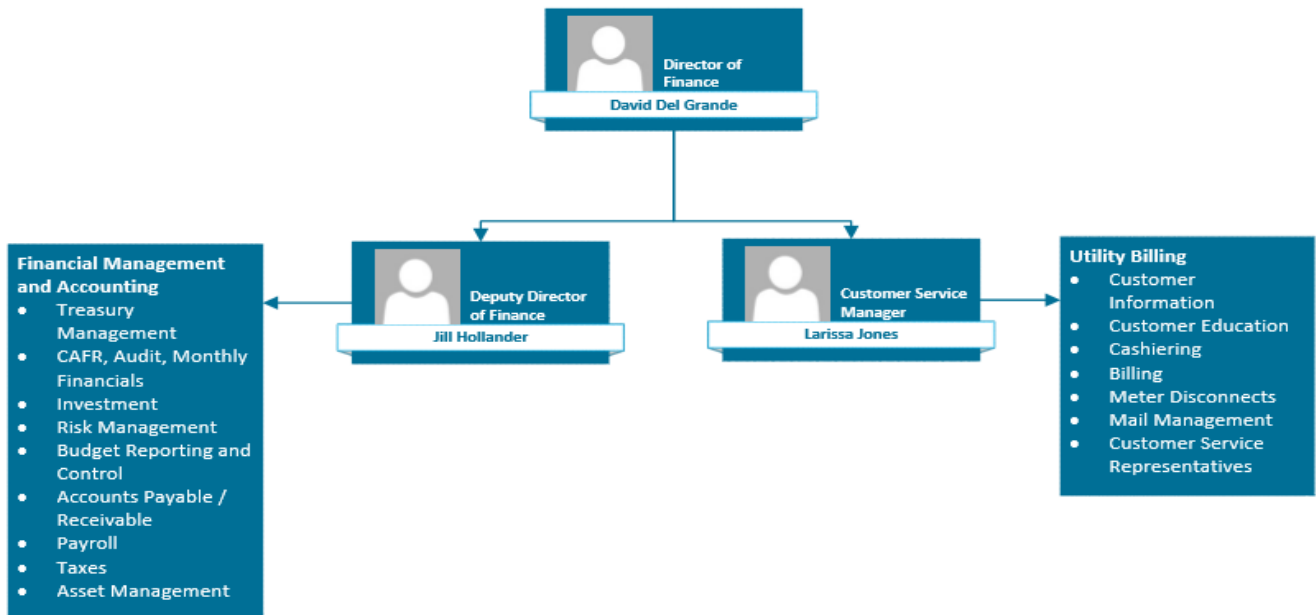 Director of
Finance
David Del Grande
Deputy Director
of Finance
Jill Hollander
Customer Service
Manager
Larissa Jones
Financial Management
and Accounting
● Treasury
Management
● CAFR, Audit, Monthly
Financials
● Investment
● Risk Management
● Budget Reporting and
Control
● Accounts Payable /
Receivable
● Payroll
● Taxes
● Asset Management
Utility Billing
● Customer
Information
● Customer Education
● Cashiering
● Billing
● Meter Disconnects
● Mail Management
● Customer Service
Representatives